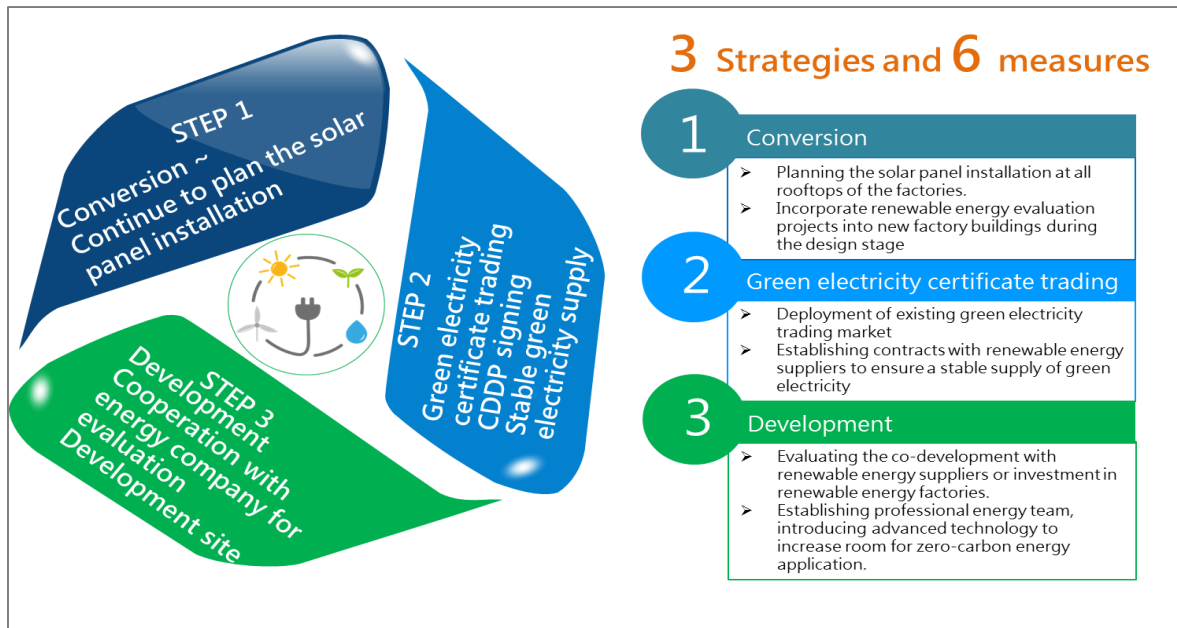 STEP 1
Conversion ~
Continue to plan the solar
panel installation
STEP 2
Green electricity
certificate trading
CDDP signing
Stable green
electricity supply
STEP 3
Development
Cooperation with
energy company for
evaluation
Development site
3 Strategies and 6 measures
1
Conversion
➢ Planning the solar panel installation at all
rooftops of the factories.
➢ Incorporate renewable energy evaluation
projects into new factory buildings during
the design stage
2
Green electricity certificate trading
➢ Deployment of existing green electricity
trading market
➢ Establishing contracts with renewable energy
suppliers to ensure a stable supply of green
electricity
3
Development
➢ Evaluating the co-development with
renewable energy suppliers or investment in
renewable energy factories.
➢ Establishing professional energy team,
introducing advanced technology to
increase room for zero-carbon energy
application.